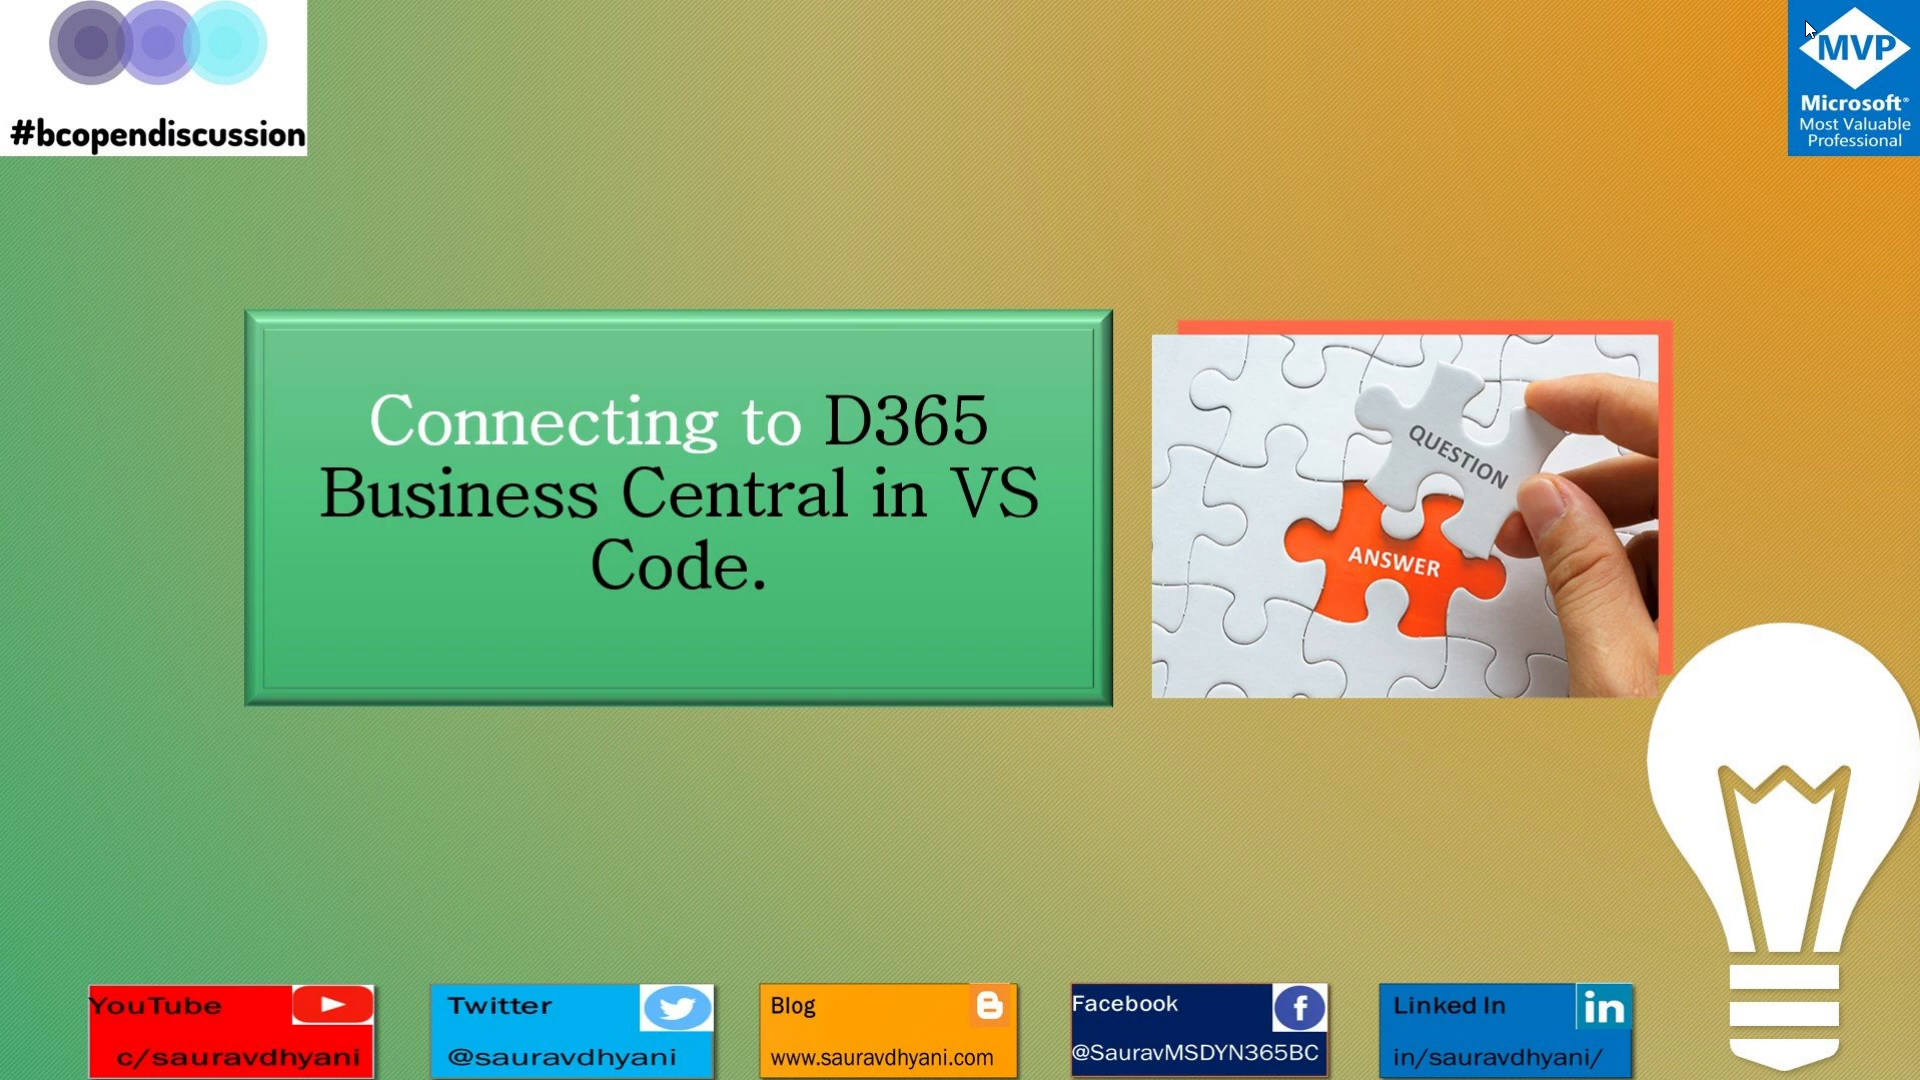 #bcopendiscussion
MVP
Microsoft®
Most Valuable
Professional
Connecting to D365
Business Central in VS
Code.
QUESTION
ANSWER
YouTube
c/sauravdhyani
Twitter
@sauravdhyani
Blog
www.sauravdhyani.com
Facebook
@SauravMSDYN365BC
Linked In
in
in/sauravdhyani/